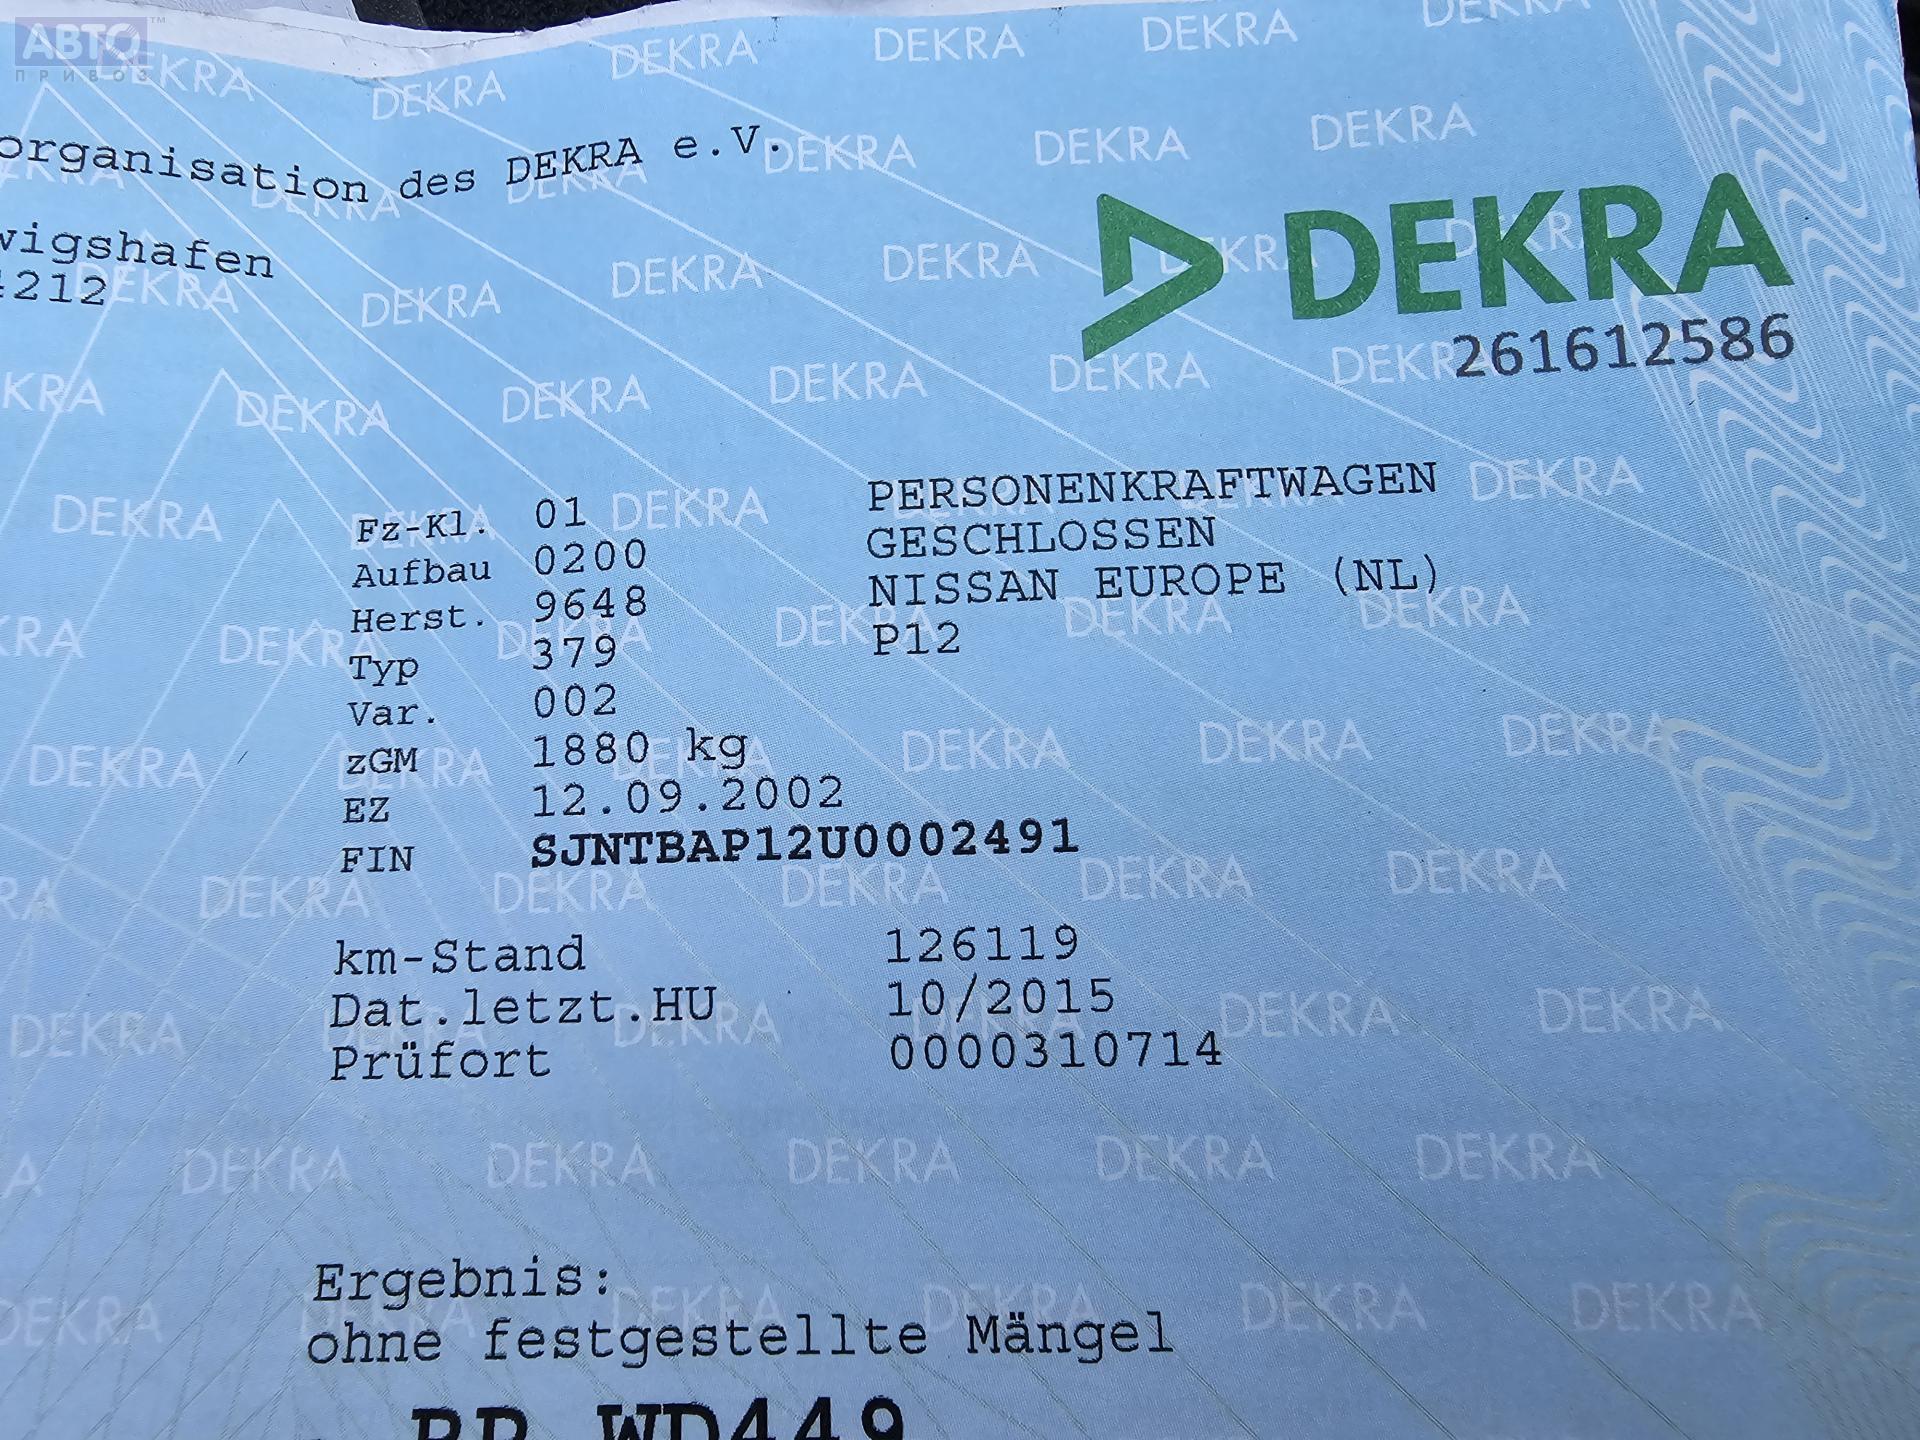 АВТО
ПРИВОЗ
organisation des DEKRA e.V.
wigshafen
4212
DEKRA
261612586
Fz-Kl. 01 PERSONENKRAFTWAGEN
Aufbau 0200 GESCHLOSSEN
Herst. 9648 NISSAN EUROPE (NL)
Typ 379 P12
Var. 002
zGM 1880 kg
EZ 12.09.2002
FIN SJNTBAP12U0002491
km-Stand 126119
Dat.letzt.HU 10/2015
Prüfort 0000310714
Ergebnis:
ohne festgestellte Mängel
WD449